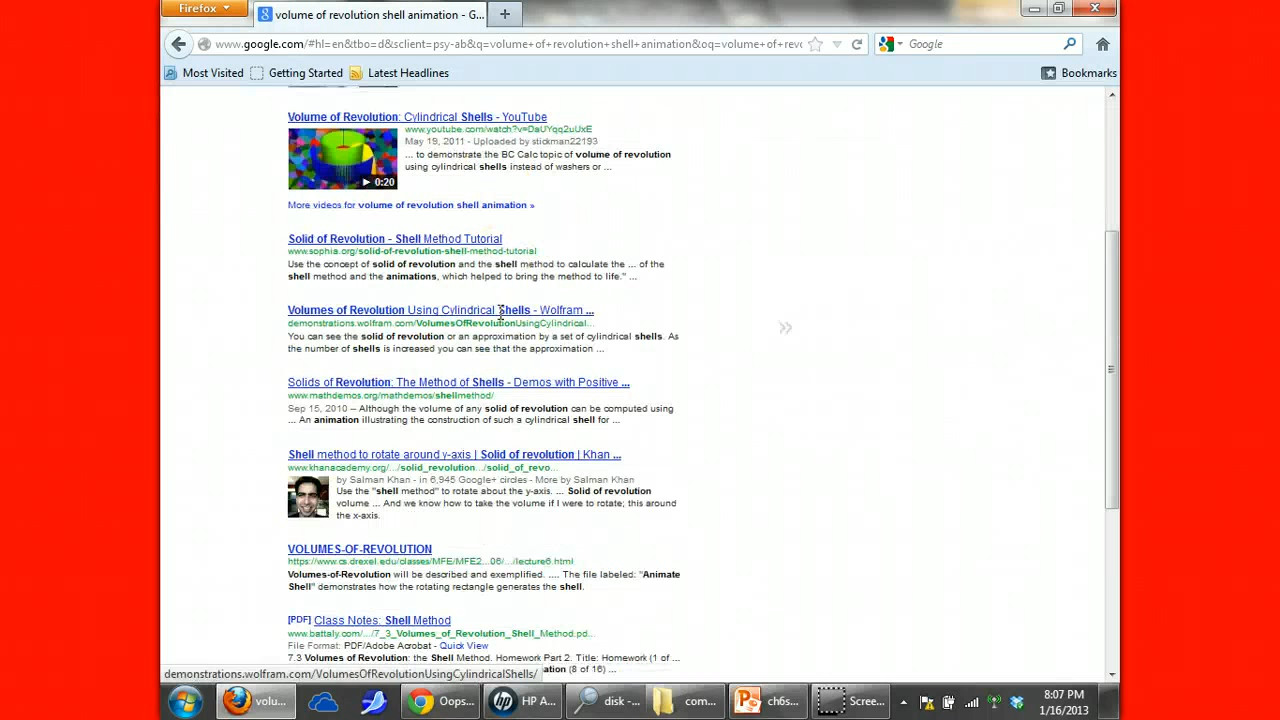 Firefox
volume of revolution shell animation - G...
www.google.com/#hl=en&tbo=d&sclient=psy-ab&q=volume+of+revolution+shell+animation&oq=volume+of+revc
Google
Most Visited
Getting Started
Latest Headlines
Bookmarks
Volume of Revolution: Cylindrical Shells - YouTube
www.youtube.com/watch?v=DaUYqq2uUxE
May 19, 2011 - Uploaded by stickman22193
... to demonstrate the BC Calc topic of volume of revolution
using cylindrical shells instead of washers or ...
0:20
More videos for volume of revolution shell animation »
Solid of Revolution - Shell Method Tutorial
www.sophia.org/solid-of-revolution-shell-method-tutorial
Use the concept of solid of revolution and the shell method to calculate the ... of the
shell method and the animations, which helped to bring the method to life." ...
Volumes of Revolution Using Cylindrical Shells - Wolfram ...
demonstrations.wolfram.com/VolumesOfRevolutionUsingCylindrical...
You can see the solid of revolution or an approximation by a set of cylindrical shells. As
the number of shells is increased you can see that the approximation ...
»
Solids of Revolution: The Method of Shells - Demos with Positive ...
www.mathdemos.org/mathdemos/shellmethod/
Sep 15, 2010 – Although the volume of any solid of revolution can be computed using
... An animation illustrating the construction of such a cylindrical shell for ...
Shell method to rotate around y-axis | Solid of revolution | Khan ...
www.khanacademy.org/.../solid_revolution.../solid_of_revo...
by Salman Khan - in 6,945 Google+ circles - More by Salman Khan
Use the "shell method" to rotate about the y-axis. ... Solid of revolution
volume ... And we know how to take the volume if I were to rotate; this around
the x-axis.
VOLUMES-OF-REVOLUTION
https://www.cs.drexel.edu/classes/MFE/MFE2...06/.../lecture6.html
Volumes-of-Revolution will be described and exemplified. .... The file labeled: "Animate
Shell" demonstrates how the rotating rectangle generates the shell.
[PDF] Class Notes: Shell Method
www.battaly.com/.../7_3_Volumes_of_Revolution_Shell_Method.pd...
File Format: PDF/Adobe Acrobat - Quick View
7.3 Volumes of Revolution: the Shell Method. Homework Part 2. Title: Homework (1 of ...
demonstrations.wolfram.com/VolumesOfRevolutionUsingCylindricalShells/
ation (8 of 16) ...
volu...
Oops...
HP A...
disk -...
com...
ch6s...
Scree...
8:07 PM
1/16/2013